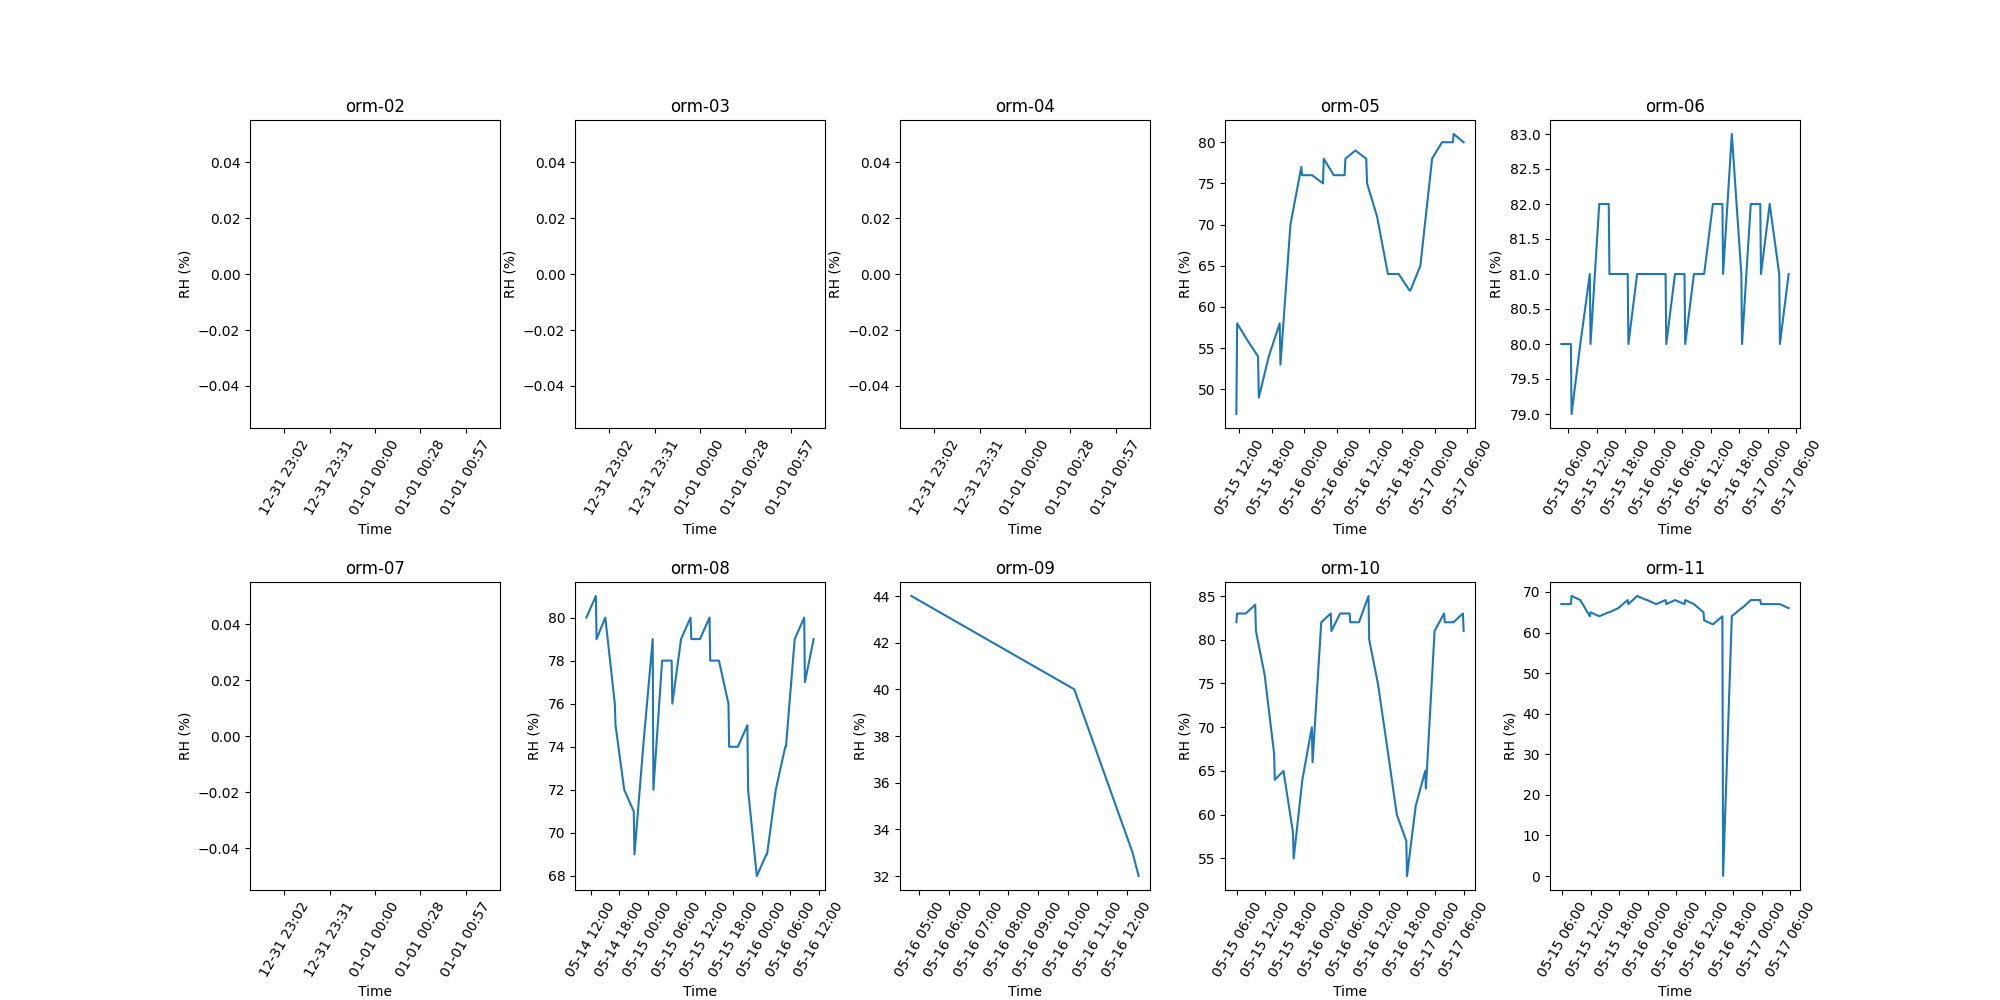 orm-02 orm-03 orm-04 orm-05 orm-06
RH (%) 0.04 0.02 0.00 −0.02 −0.04
12-31 23:02 12-31 23:31 01-01 00:00 01-01 00:28 01-01 00:57
Time
RH (%) 0.04 0.02 0.00 −0.02 −0.04
12-31 23:02 12-31 23:31 01-01 00:00 01-01 00:28 01-01 00:57
Time
RH (%) 0.04 0.02 0.00 −0.02 −0.04
12-31 23:02 12-31 23:31 01-01 00:00 01-01 00:28 01-01 00:57
Time
RH (%) 80 75 70 65 60 55 50
05-15 12:00 05-15 18:00 05-16 00:00 05-16 06:00 05-16 12:00 05-16 18:00 05-17 00:00 05-17 06:00
Time
RH (%) 83.0 82.5 82.0 81.5 81.0 80.5 80.0 79.5 79.0
05-15 06:00 05-15 12:00 05-15 18:00 05-16 00:00 05-16 06:00 05-16 12:00 05-16 18:00 05-17 00:00 05-17 06:00
Time
orm-07 orm-08 orm-09 orm-10 orm-11
RH (%) 0.04 0.02 0.00 −0.02 −0.04
12-31 23:02 12-31 23:31 01-01 00:00 01-01 00:28 01-01 00:57
Time
RH (%) 80 78 76 74 72 70 68
05-14 12:00 05-14 18:00 05-15 00:00 05-15 06:00 05-15 12:00 05-15 18:00 05-16 00:00 05-16 06:00 05-16 12:00
Time
RH (%) 44 42 40 38 36 34 32
05-16 05:00 05-16 06:00 05-16 07:00 05-16 08:00 05-16 09:00 05-16 10:00 05-16 11:00 05-16 12:00
Time
RH (%) 85 80 75 70 65 60 55
05-15 06:00 05-15 12:00 05-15 18:00 05-16 00:00 05-16 06:00 05-16 12:00 05-16 18:00 05-17 00:00 05-17 06:00
Time
RH (%) 70 60 50 40 30 20 10 0
05-15 06:00 05-15 12:00 05-15 18:00 05-16 00:00 05-16 06:00 05-16 12:00 05-16 18:00 05-17 00:00 05-17 06:00
Time